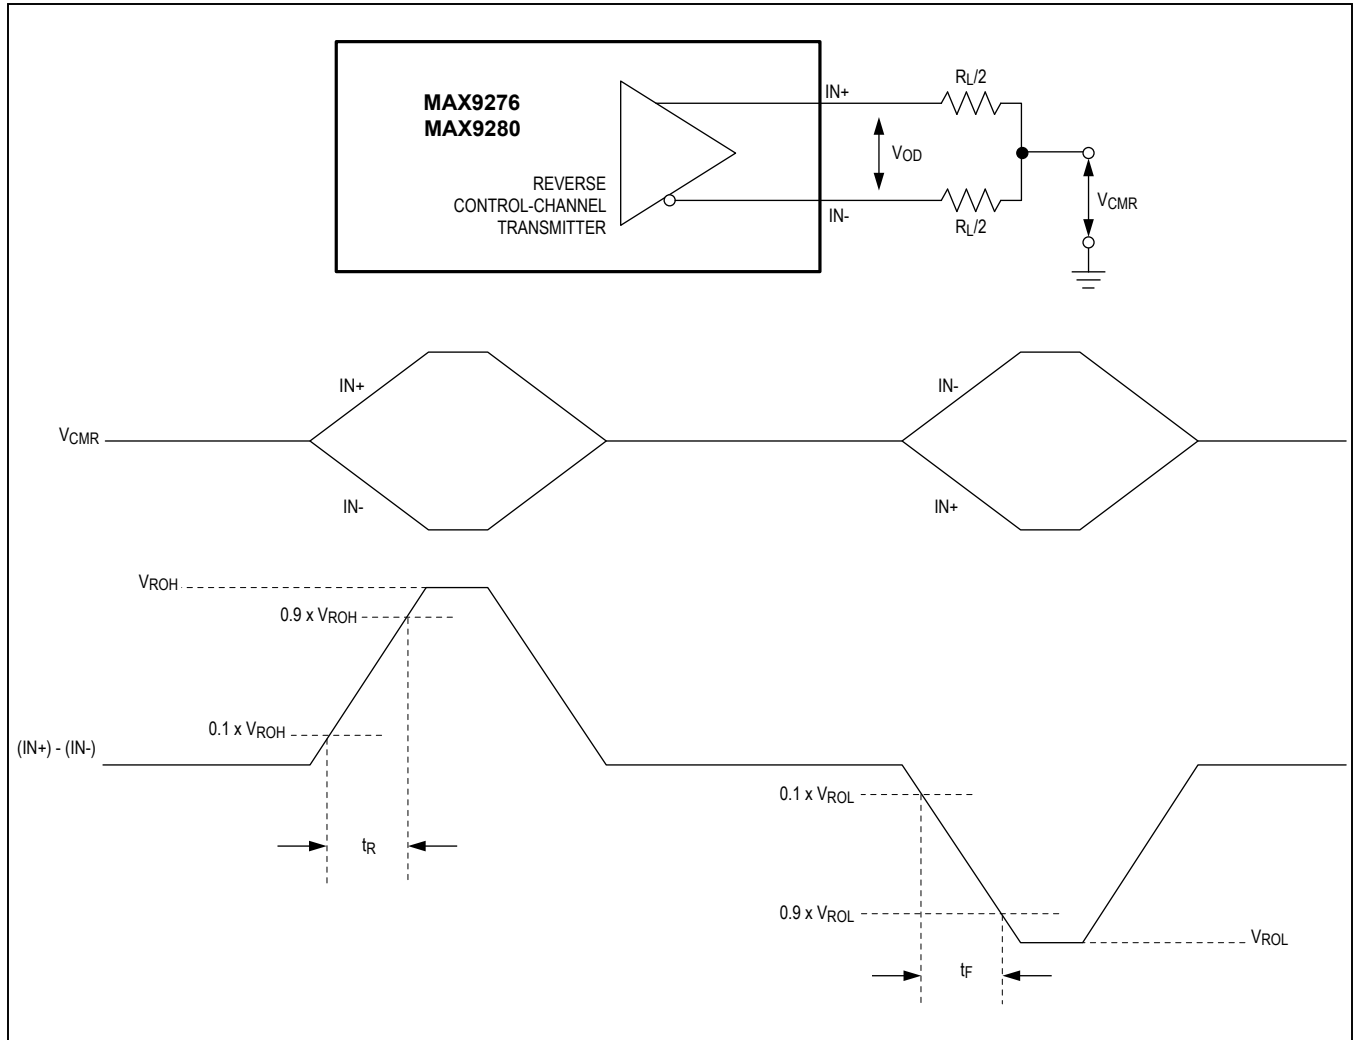 MAX9276
MAX9280
REVERSE
CONTROL-CHANNEL
TRANSMITTER
IN+
IN-
VOD
RL/2
RL/2
VCMR
VCMR
IN+
IN-
IN-
IN+
VROH
0.9 x VROH
0.1 x VROH
(IN+) - (IN-)
tR
0.1 x VROL
0.9 x VROL
VROL
tF